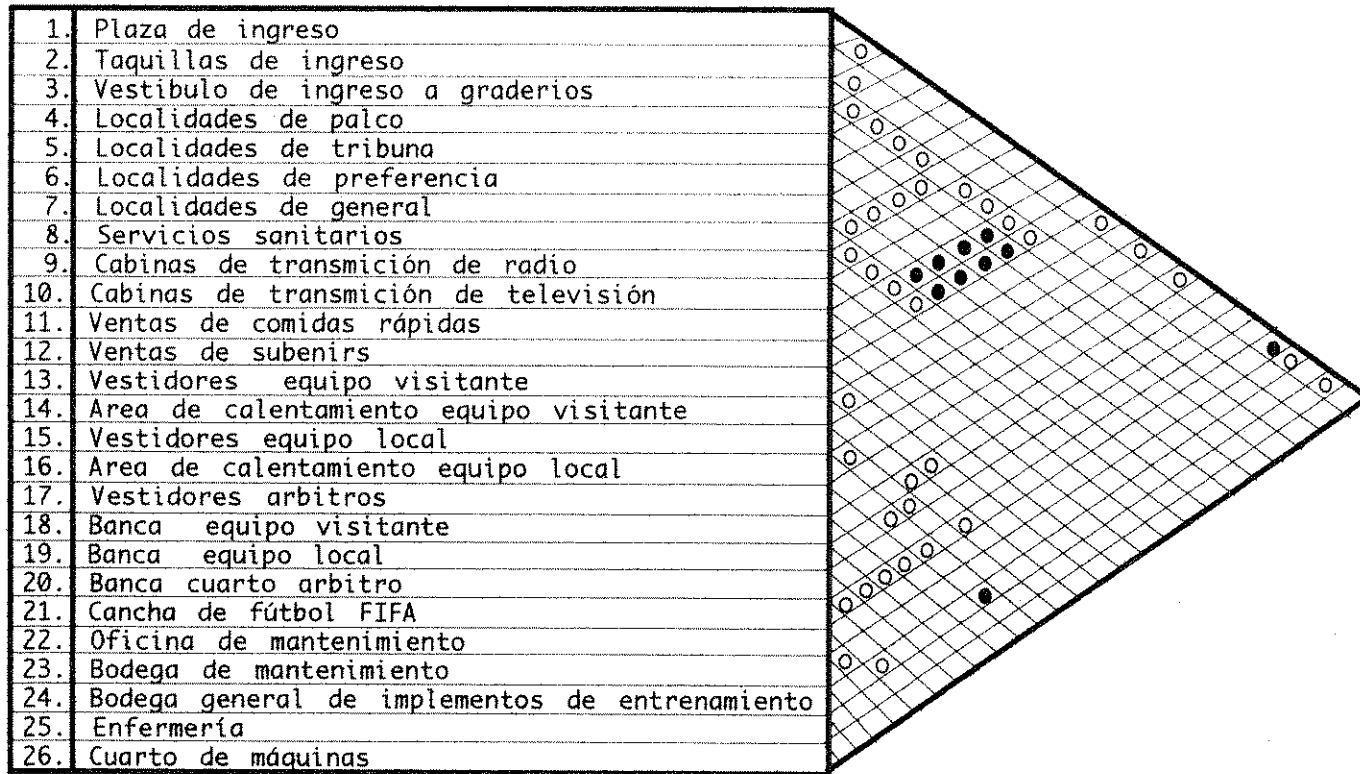 1. Plaza de ingreso
2. Taquillas de ingreso
3. Vestibulo de ingreso a graderios
4. Localidades de palco
5. Localidades de tribuna
6. Localidades de preferencia
7. Localidades de general
8. Servicios sanitarios
9. Cabinas de transmición de radio
10. Cabinas de transmición de televisión
11. Ventas de comidas rápidas
12. Ventas de subenirs
13. Vestidores equipo visitante
14. Area de calentamiento equipo visitante
15. Vestidores equipo local
16. Area de calentamiento equipo local
17. Vestidores arbitros
18. Banca equipo visitante
19. Banca equipo local
20. Banca cuarto arbitro
21. Cancha de fútbol FIFA
22. Oficina de mantenimiento
23. Bodega de mantenimiento
24. Bodega general de implementos de entrenamiento
25. Enfermería
26. Cuarto de máquinas